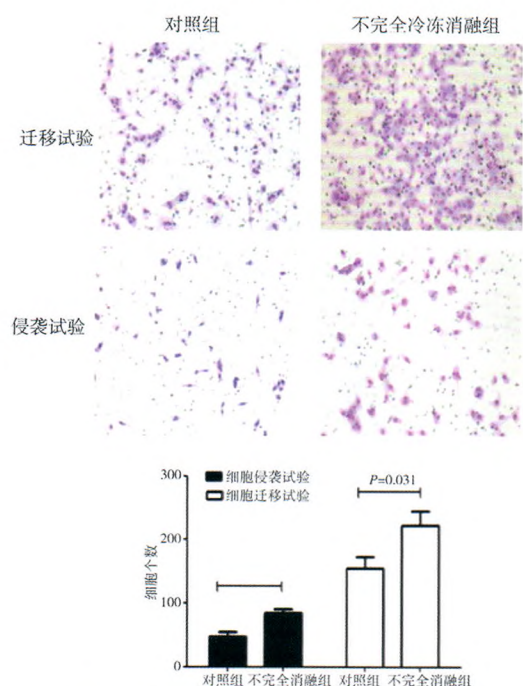 对照组 不完全冷冻消融组
迁移试验
侵袭试验
300
200
100
0
细胞个数
细胞侵袭试验
细胞迁移试验
P=0.031
对照组 不完全消融组 对照组 不完全消融组